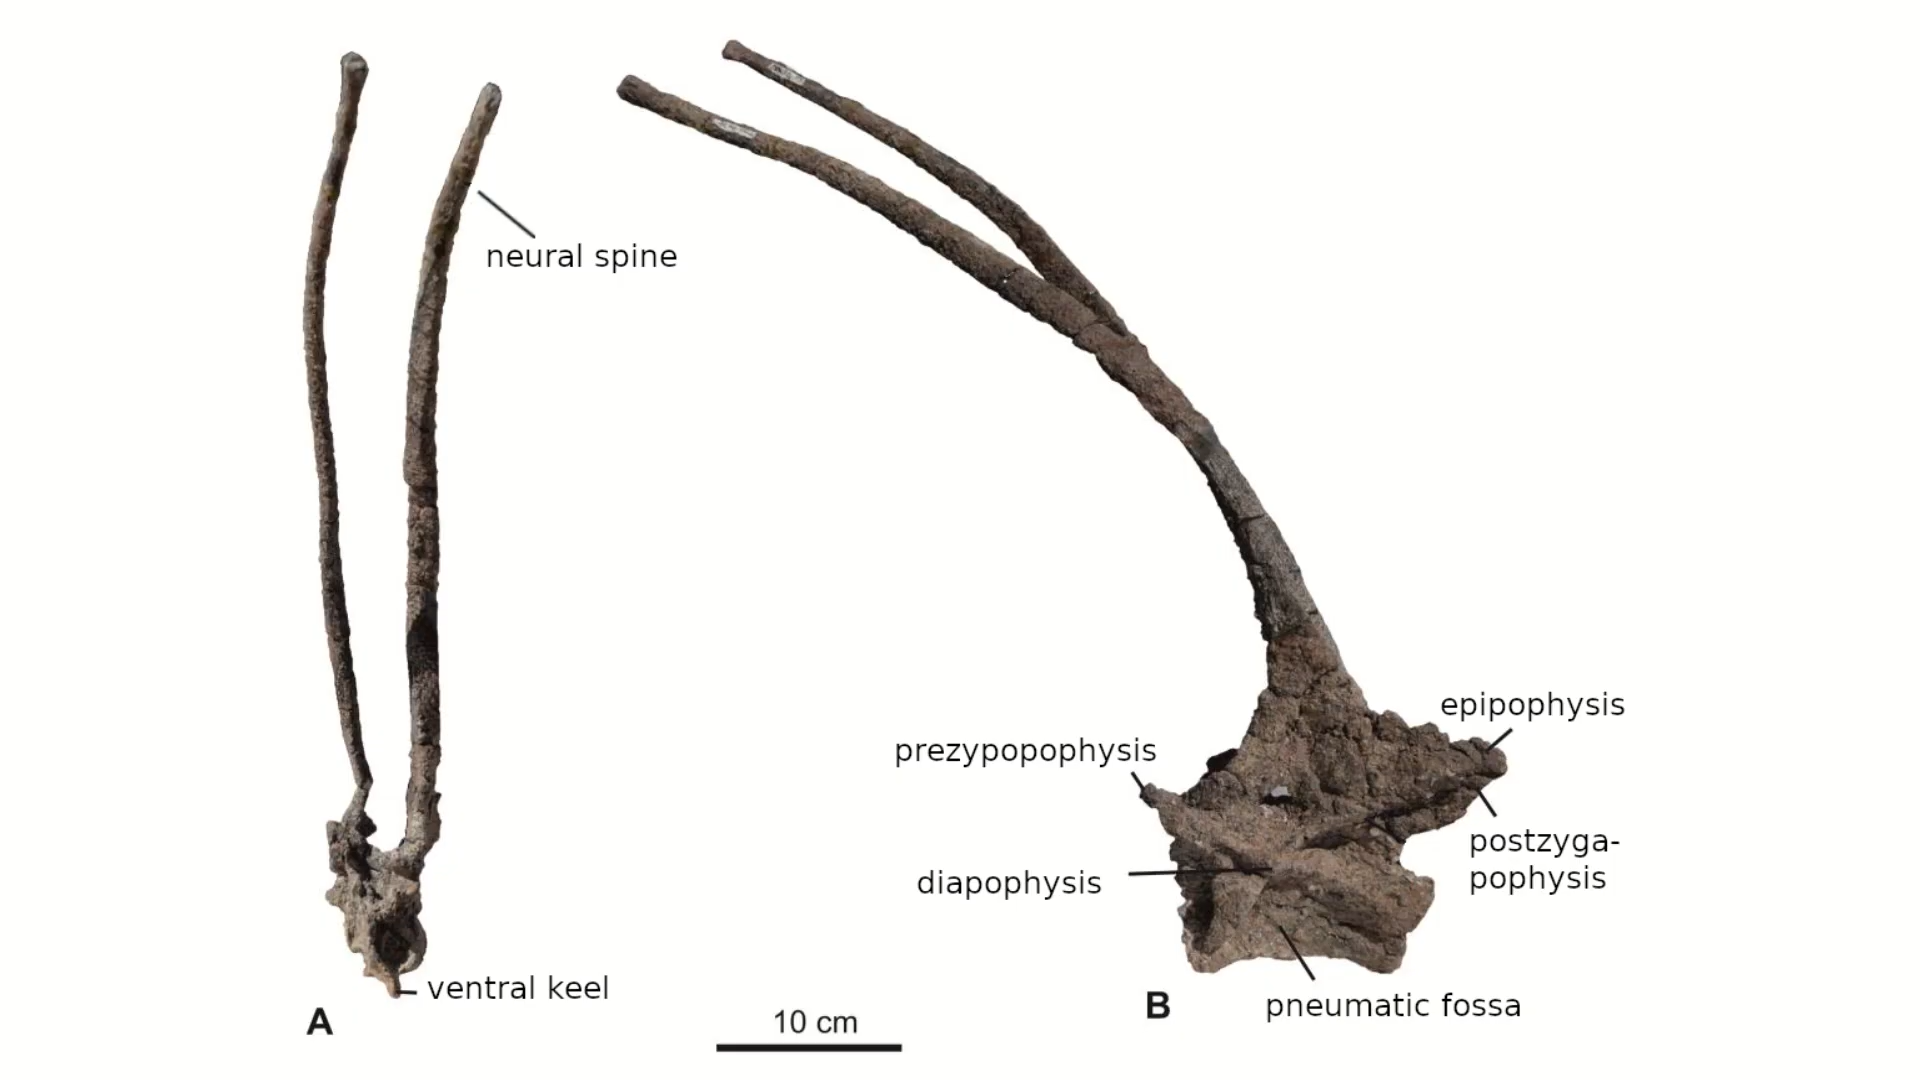 neural spine
epipophysis
prezypopophysis
postzyga-
pophysis
diapophysis
ventral keel
pneumatic fossa
A
10 cm
B